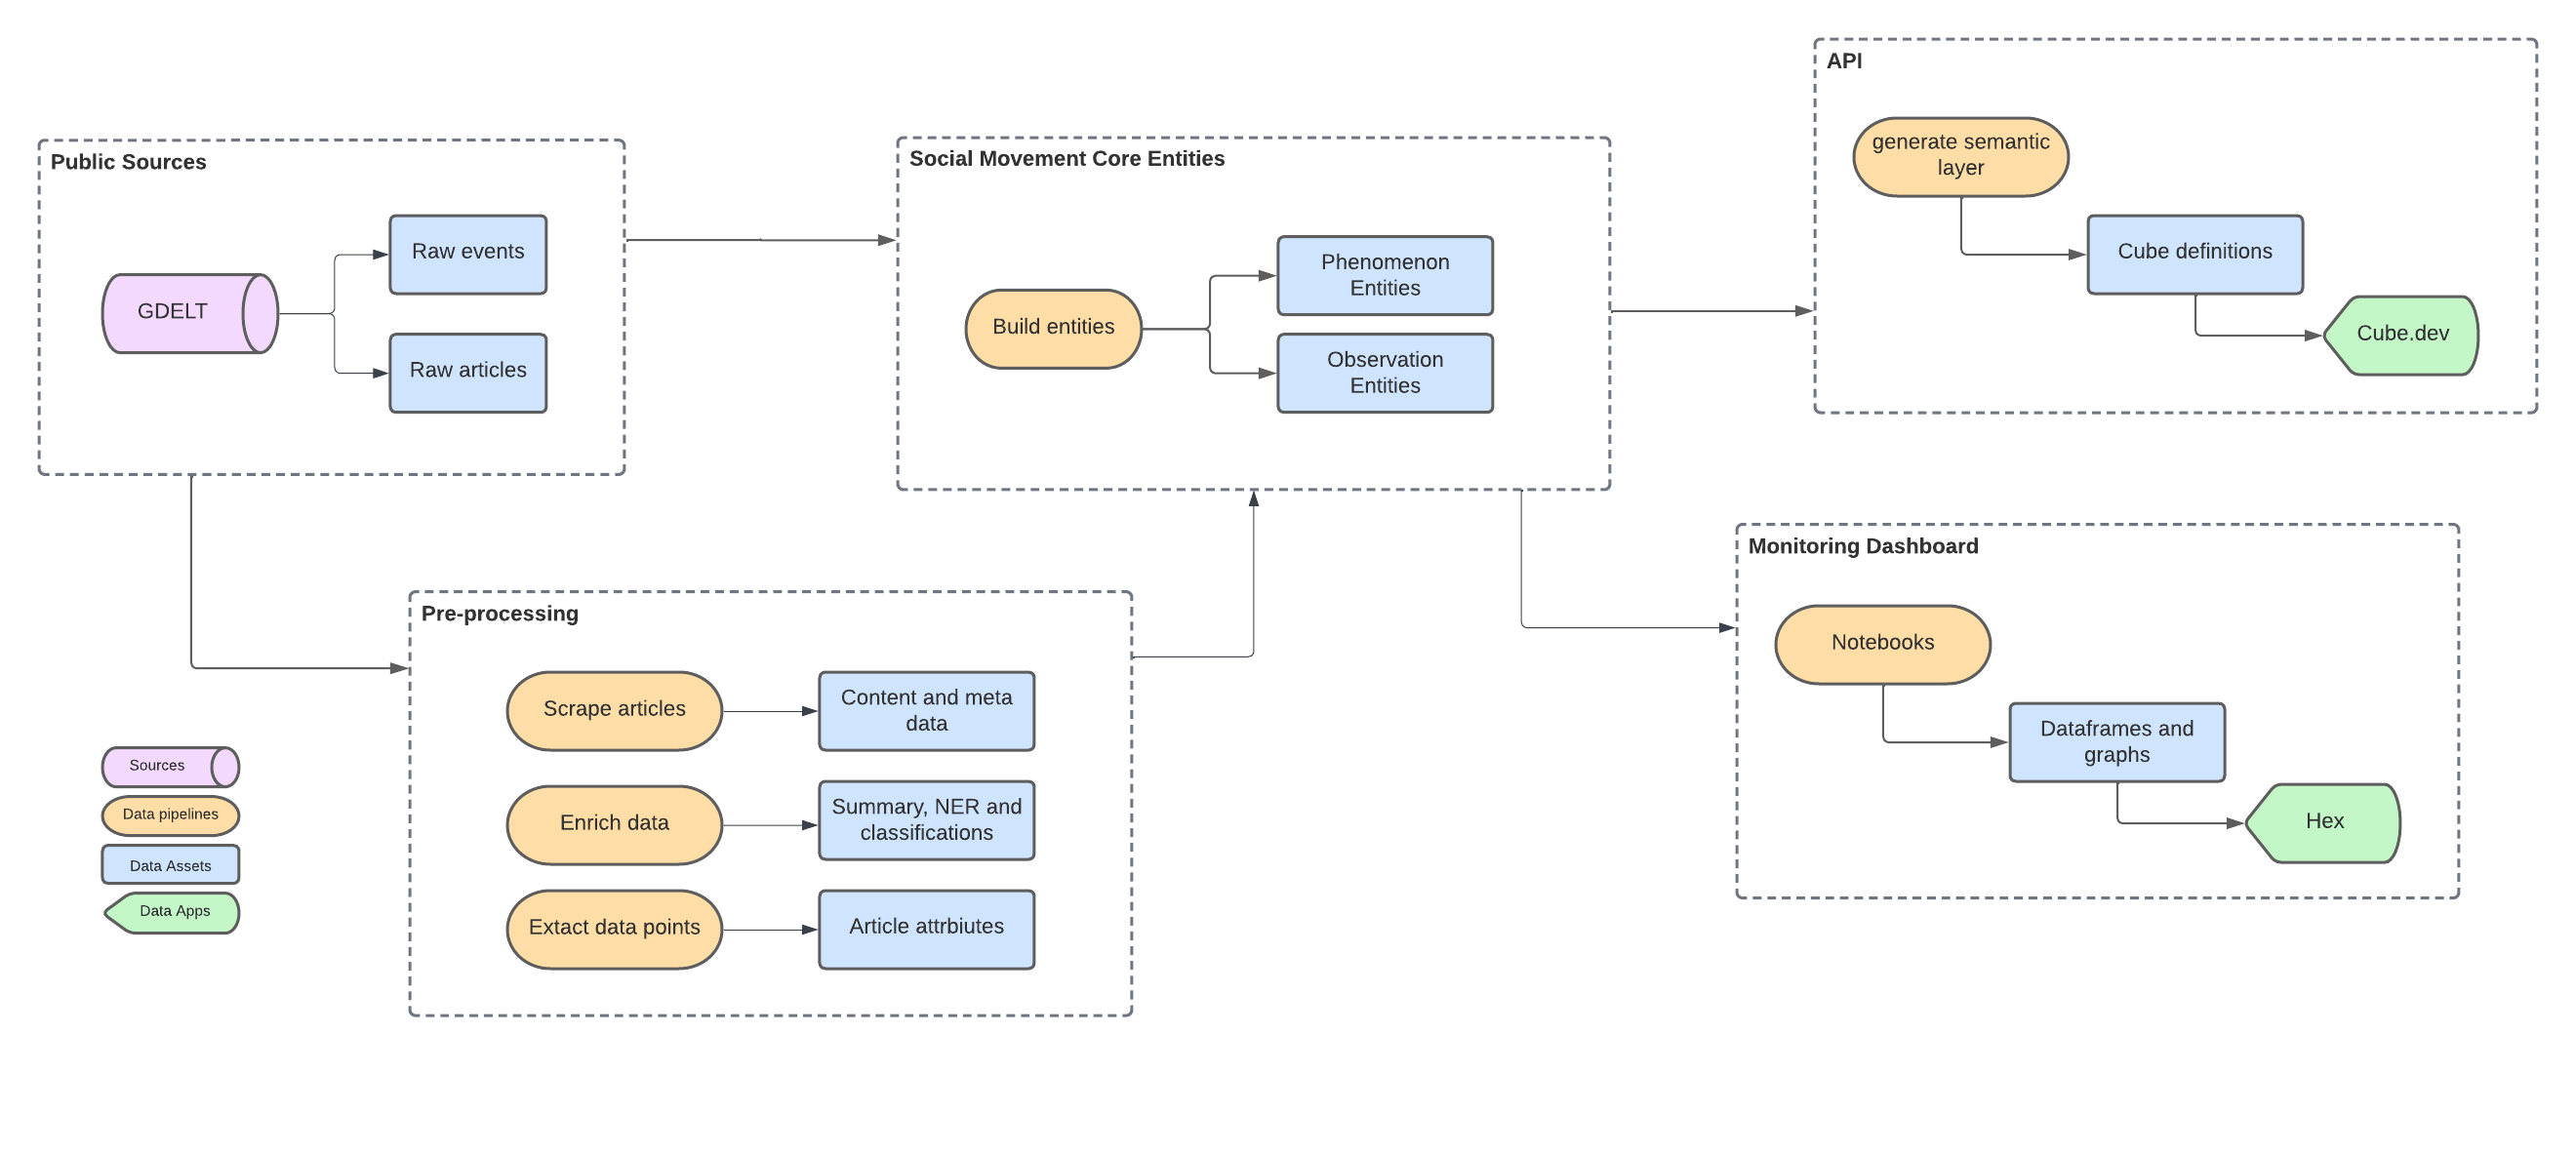 Public Sources
GDELT
Raw events
Raw articles
Social Movement Core Entities
Build entities
Phenomenon
Entities
Observation
Entities
API
generate semantic
layer
Cube definitions
Cube.dev
Pre-processing
Scrape articles
Content and meta
data
Enrich data
Summary, NER and
classifications
Extact data points
Article attrbiutes
Monitoring Dashboard
Notebooks
Dataframes and
graphs
Hex
Sources
Data pipelines
Data Assets
Data Apps